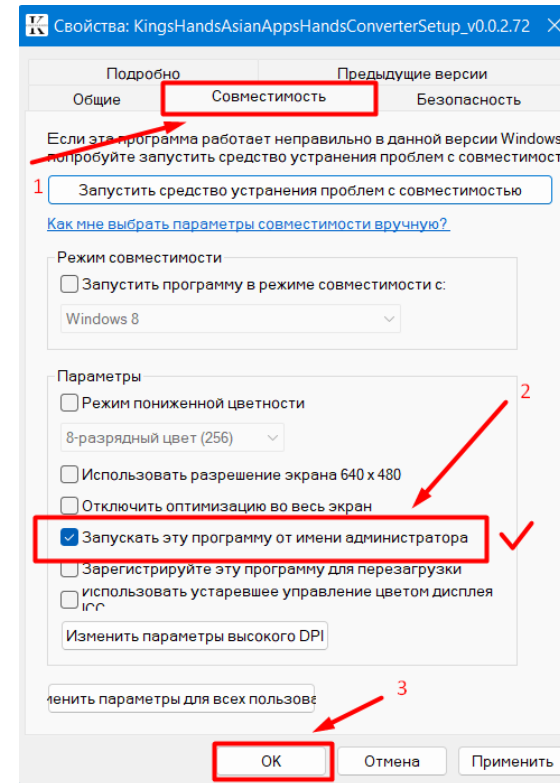 Свойства: KingsHandsAsianAppsHandsConverterSetup_v0.0.2.72
Подробно
Предыдущие версии
Общие
Совместимость
Безопасность
Если эта программа работает неправильно в данной версии Windows
попробуйте запустить средство устранения проблем с совместимост
1
Запустить средство устранения проблем с совместимостью
Как мне выбрать параметры совместимости вручную?
Режим совместимости
Запустить программу в режиме совместимости с:
Windows 8
Параметры
2
Режим пониженной цветности
8-разрядный цвет (256)
Использовать разрешение экрана 640 x 480
Отключить оптимизацию во весь экран
Запускать эту программу от имени администратора
Зарегистрируйте эту программу для перезагрузки
Использовать устаревшее управление цветом дисплея
ICC
Изменить параметры высокого DPI
3
енить параметры для всех пользова
ОК
Отмена
Применить